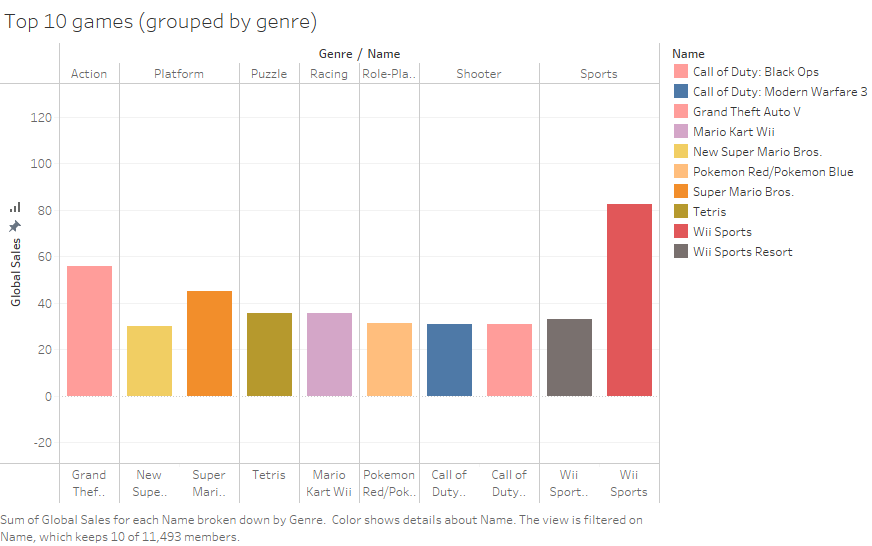 Top 10 games (grouped by genre)
Genre / Name
Action Platform Puzzle Racing Role-Pla.. Shooter Sports
120
100
80
60
40
20
0
-20
Global Sales
Grand Thef..
New Supe..
Super Mari..
Tetris
Mario Kart Wii
Pokemon Red/Pok..
Call of Duty..
Call of Duty..
Wii Sport..
Wii Sports
Name
Call of Duty: Black Ops
Call of Duty: Modern Warfare 3
Grand Theft Auto V
Mario Kart Wii
New Super Mario Bros.
Pokemon Red/Pokemon Blue
Super Mario Bros.
Tetris
Wii Sports
Wii Sports Resort
Sum of Global Sales for each Name broken down by Genre.  Color shows details about Name. The view is filtered on
Name, which keeps 10 of 11,493 members.